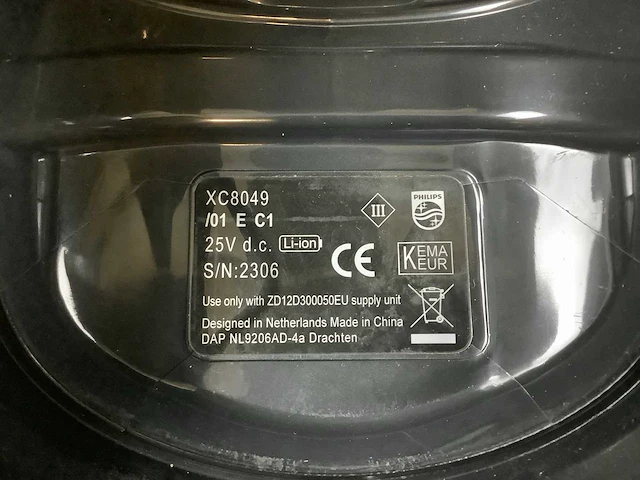 XC8049
/01 E C1
25V d.c. Li-ion
S/N:2306
III
PHILIPS
CE
KEMA
EUR
Use only with ZD12D300050EU supply unit
Designed in Netherlands Made in China
DAP NL9206AD-4a Drachten